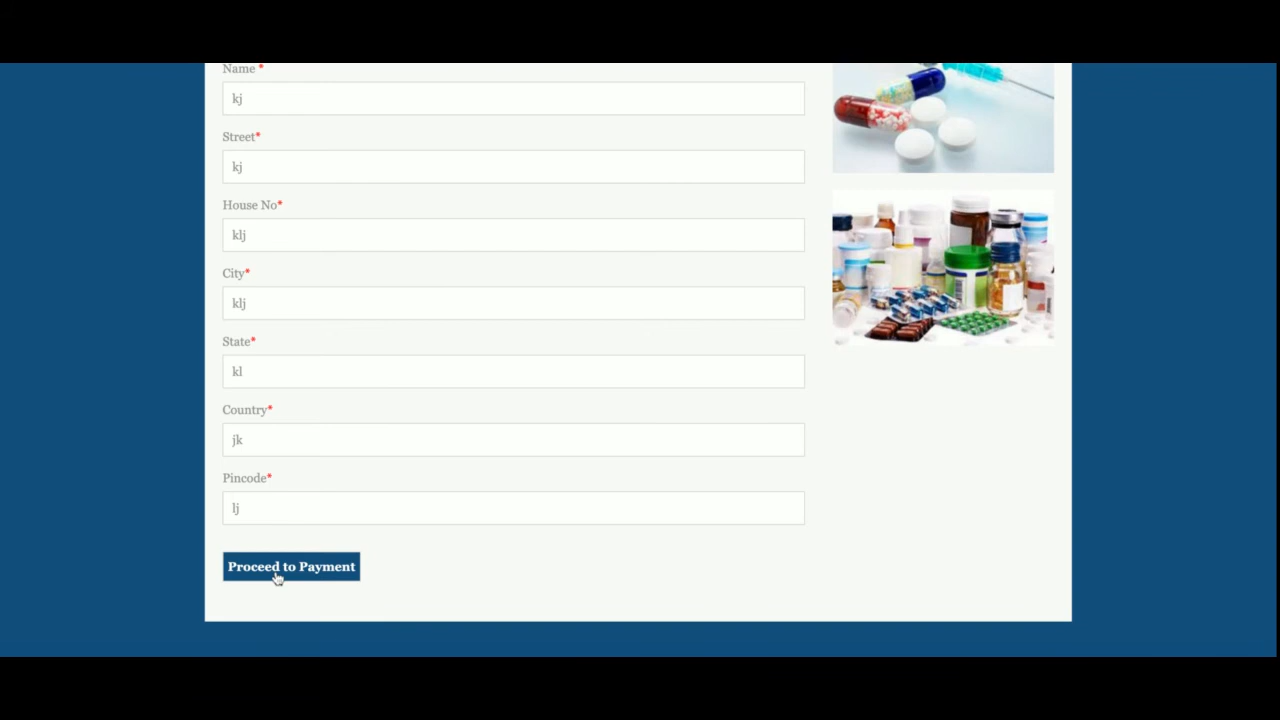 Name *
kj
Street*
kj
House No*
klj
City*
klj
State*
kl
Country*
jk
Pincode*
lj
Proceed to Payment